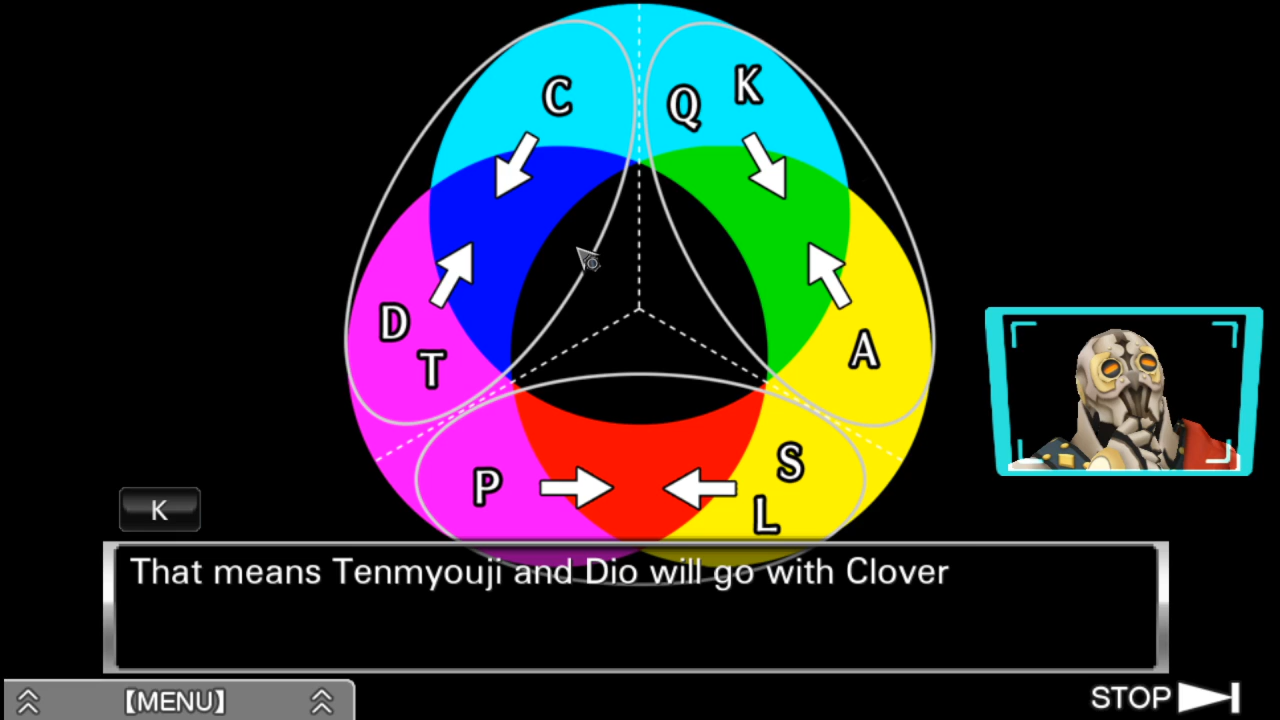 C
Q K
D
T
A
P
S
L
K
That means Tenmyouji and Dio will go with Clover
【MENU】
STOP